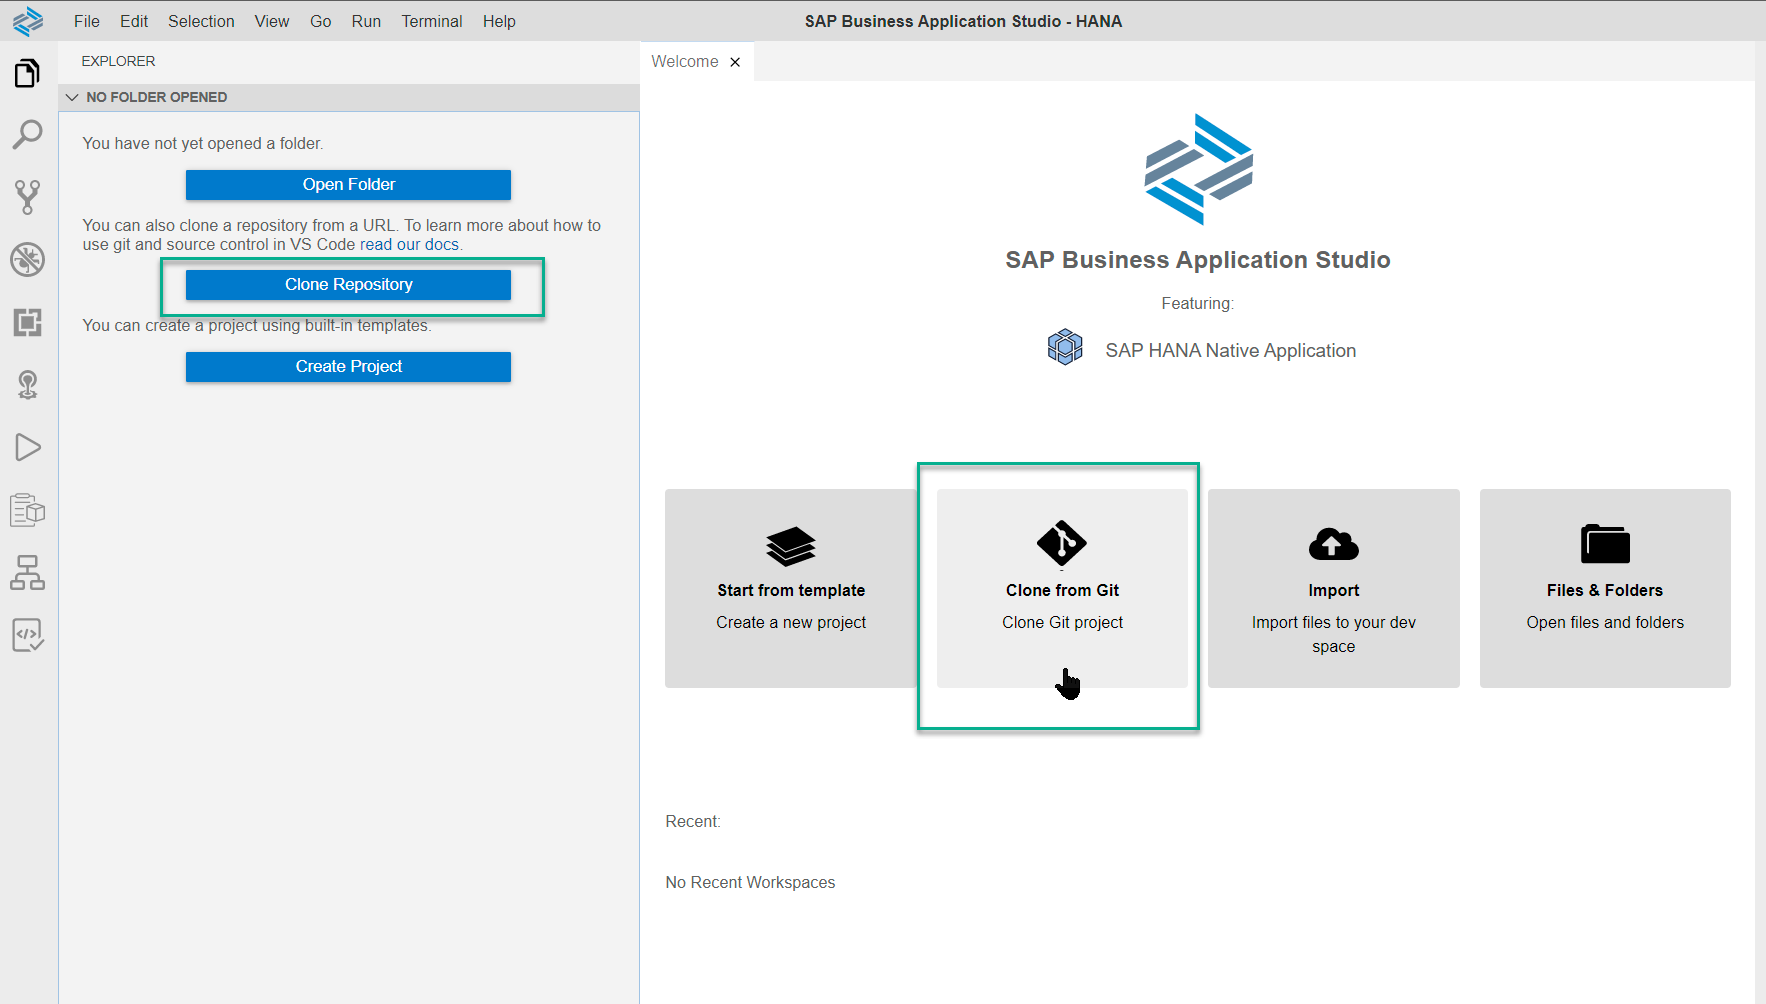 File Edit Selection View Go Run Terminal Help
SAP Business Application Studio - HANA
EXPLORER
NO FOLDER OPENED
You have not yet opened a folder.
Open Folder
You can also clone a repository from a URL. To learn more about how to
use git and source control in VS Code read our docs.
Clone Repository
You can create a project using built-in templates.
Create Project
Welcome
SAP Business Application Studio
Featuring:
SAP HANA Native Application
Start from template
Create a new project
Clone from Git
Clone Git project
Import
Import files to your dev
space
Files & Folders
Open files and folders
Recent:
No Recent Workspaces